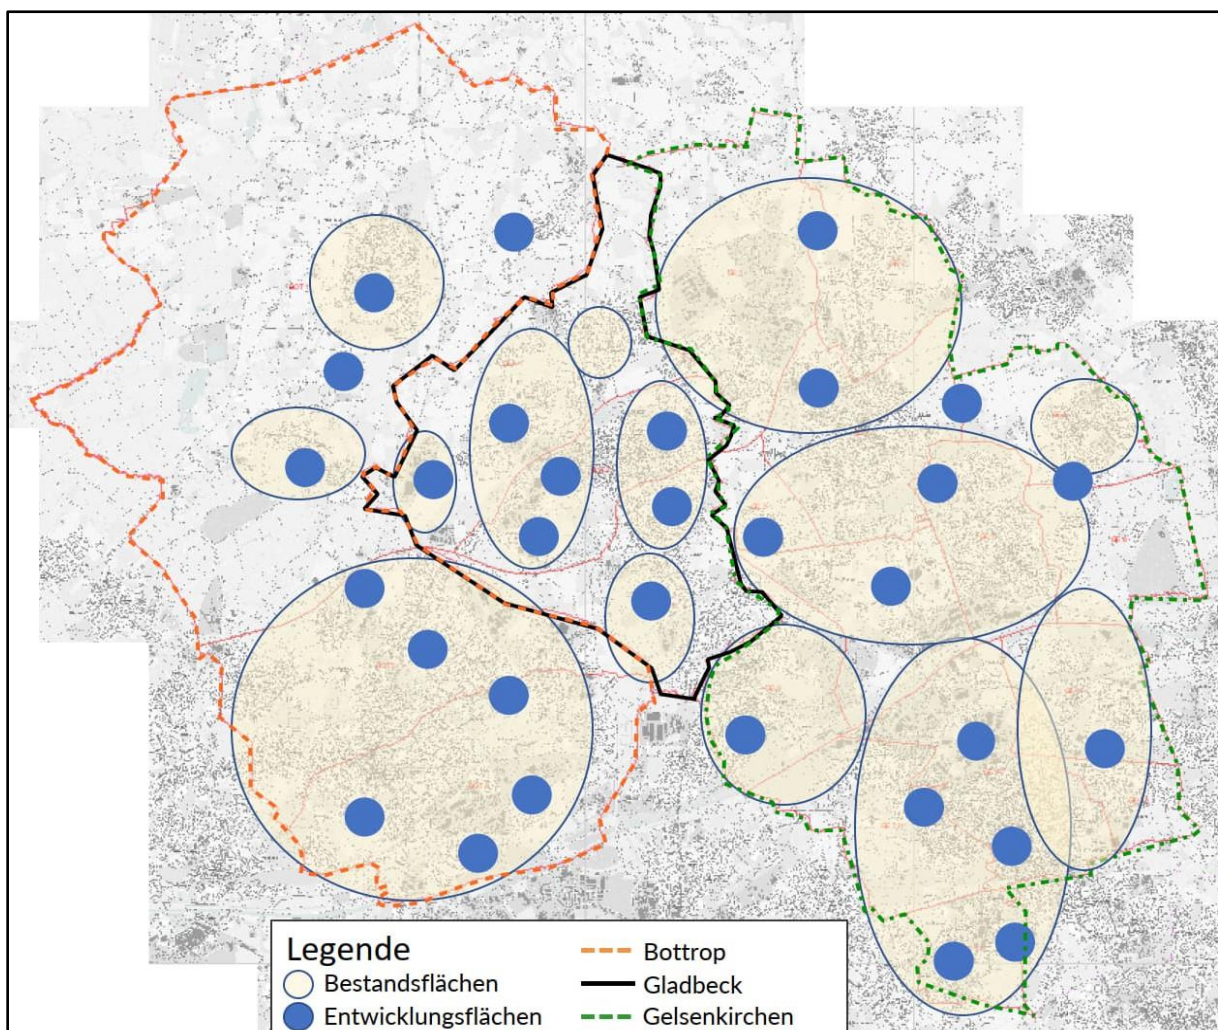 Legende
Bestandsflächen
Entwicklungsflächen
Bottrop
Gladbeck
Gelsenkirchen